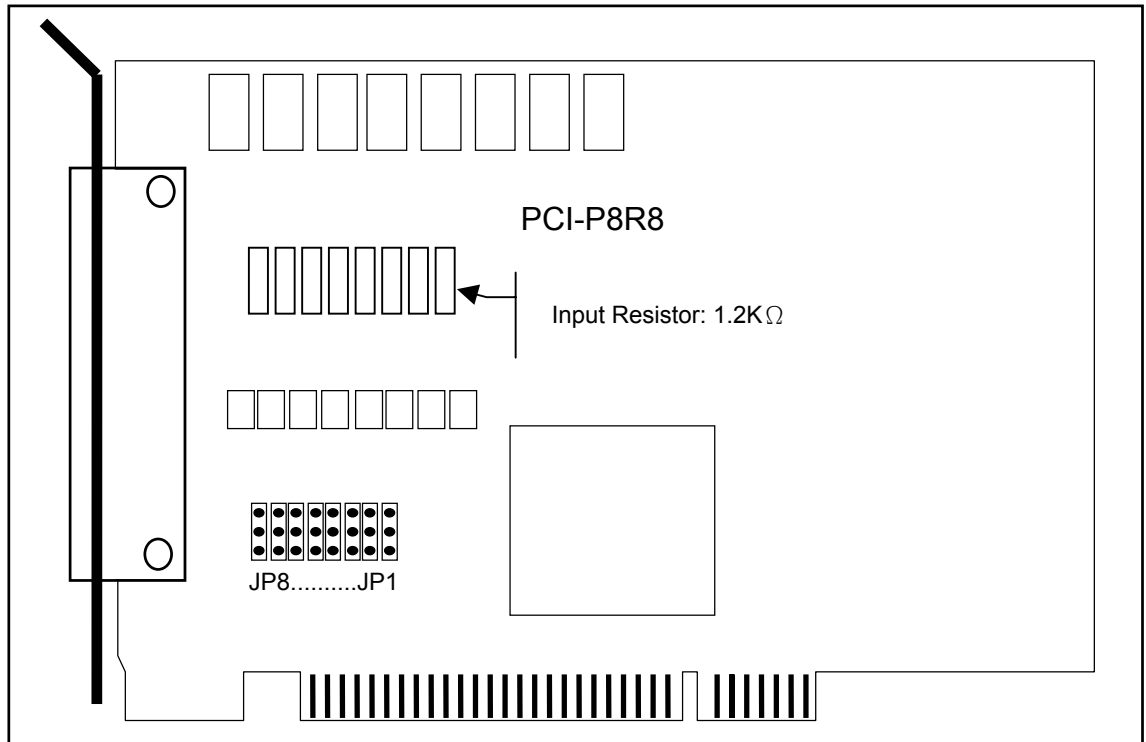 PCI-P8R8
Input Resistor: 1.2KΩ
JP8..........JP1